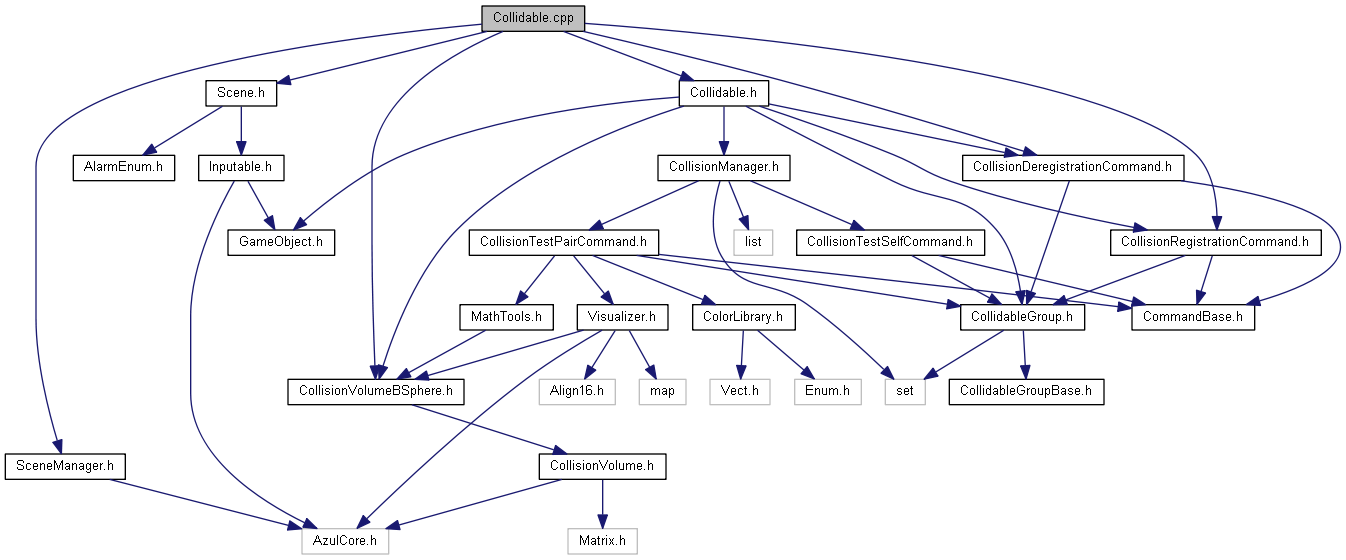 Collidable.cpp
Scene.h
Collidable.h
AlarmEnum.h
Inputable.h
CollisionManager.h
CollisionDeregistrationCommand.h
GameObject.h
CollisionTestPairCommand.h
list
CollisionTestSelfCommand.h
CollisionRegistrationCommand.h
MathTools.h
Visualizer.h
ColorLibrary.h
CollidableGroup.h
CommandBase.h
CollisionVolumeBSphere.h
Align16.h
map
Vect.h
Enum.h
set
CollidableGroupBase.h
SceneManager.h
CollisionVolume.h
AzulCore.h
Matrix.h